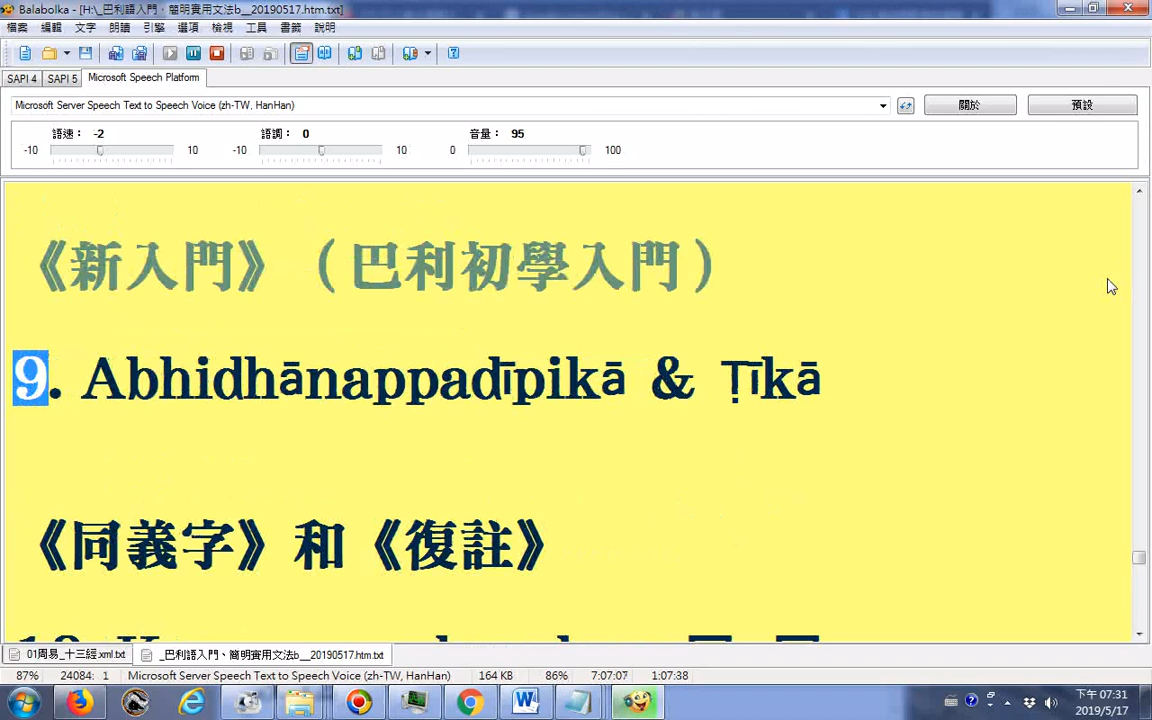 Balabolka - [H:\_巴利語入門、簡明實用文法b__20190517.htm.txt]
檔案 編輯 文字 朗讀 引擎 選項 檢視 工具 書籤 說明
SAPI 4 SAPI 5 Microsoft Speech Platform
Microsoft Server Speech Text to Speech Voice (zh-TW, HanHan) 關於 預設
語速： -2 語調： 0 音量： 95
-10 10 -10 10 0 100
《新入門》（巴利初學入門）
9. Abhidhānappadīpikā & Ṭīkā
《同義字》和《復註》
01周易_十三經.xml.txt _巴利語入門、簡明實用文法b__20190517.htm.txt
87% 24084: 1 Microsoft Server Speech Text to Speech Voice (zh-TW, HanHan) 164 KB 86% 7:07:07 1:07:38
下午 07:31
2019/5/17